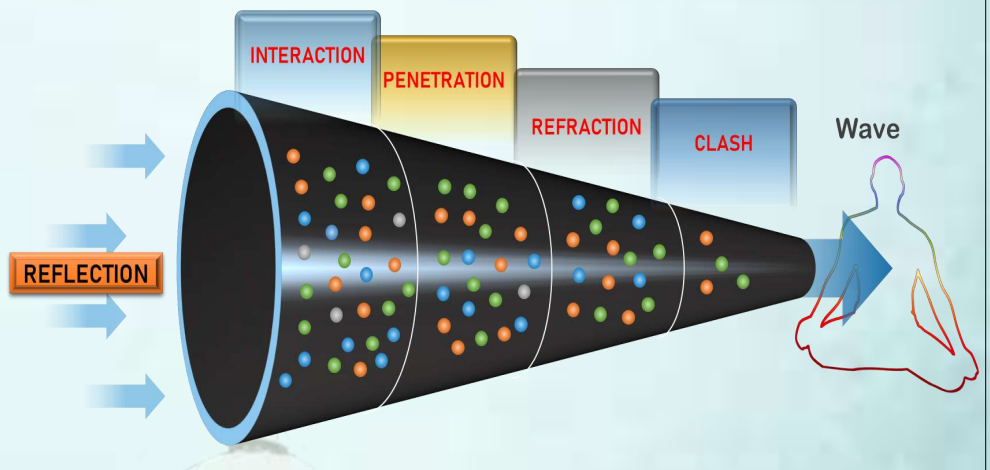 INTERACTION
PENETRATION
REFRACTION
CLASH
Wave
REFLECTION